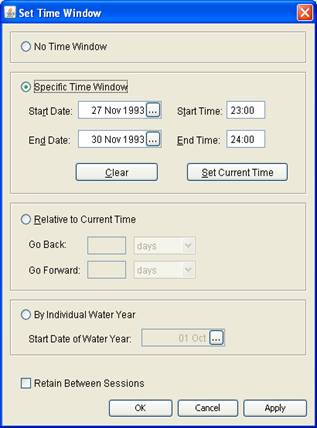 Set Time Window
No Time Window
Specific Time Window
Start Date: 27 Nov 1993 ... Start Time: 23:00
End Date: 30 Nov 1993 ... End Time: 24:00
Clear Set Current Time
Relative to Current Time
Go Back: days
Go Forward: days
By Individual Water Year
Start Date of Water Year: 01 Oct ...
Retain Between Sessions
OK Cancel Apply